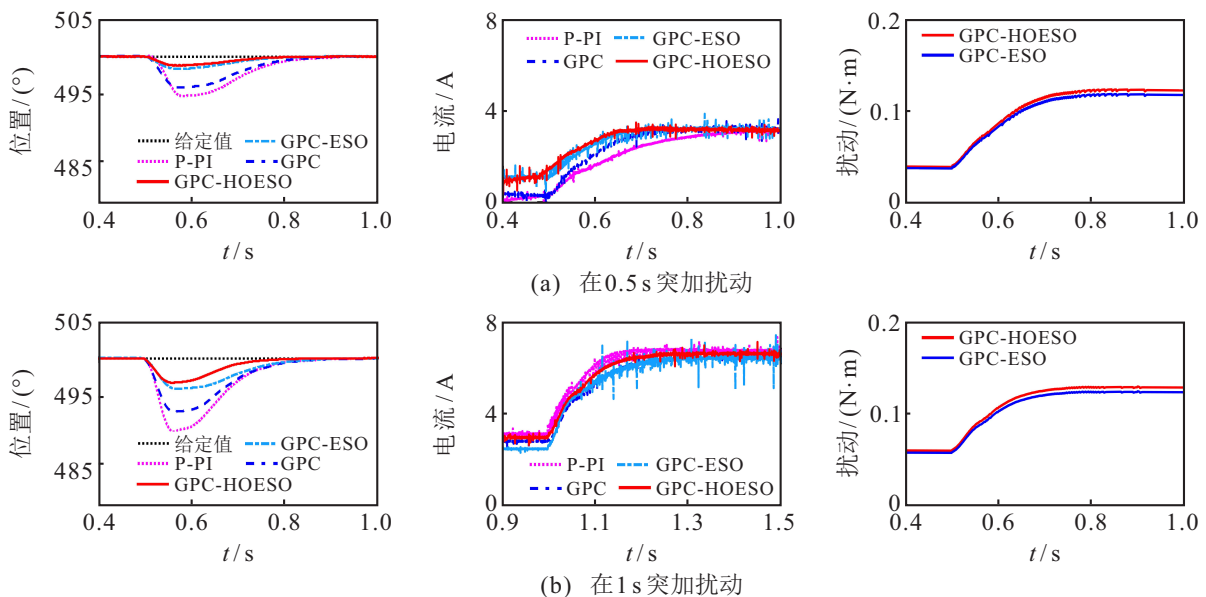 505
495
485
位置/(°)
给定值 GPC-ESO
P-PI GPC
GPC-HOESO
0.4 0.6 0.8 1.0
t/s
8
4
0
电流/A
P-PI GPC-ESO
GPC GPC-HOESO
0.4 0.6 0.8 1.0
t/s
0.2
0.1
0
扰动/(N·m)
GPC-HOESO
GPC-ESO
0.4 0.6 0.8 1.0
t/s
(a) 在0.5s突加扰动
505
495
485
位置/(°)
给定值 GPC-ESO
P-PI GPC
GPC-HOESO
0.4 0.6 0.8 1.0
t/s
8
4
0
电流/A
P-PI GPC-ESO
GPC GPC-HOESO
0.9 1.1 1.3 1.5
t/s
0.2
0.1
0
扰动/(N·m)
GPC-HOESO
GPC-ESO
0.4 0.6 0.8 1.0
t/s
(b) 在1s突加扰动